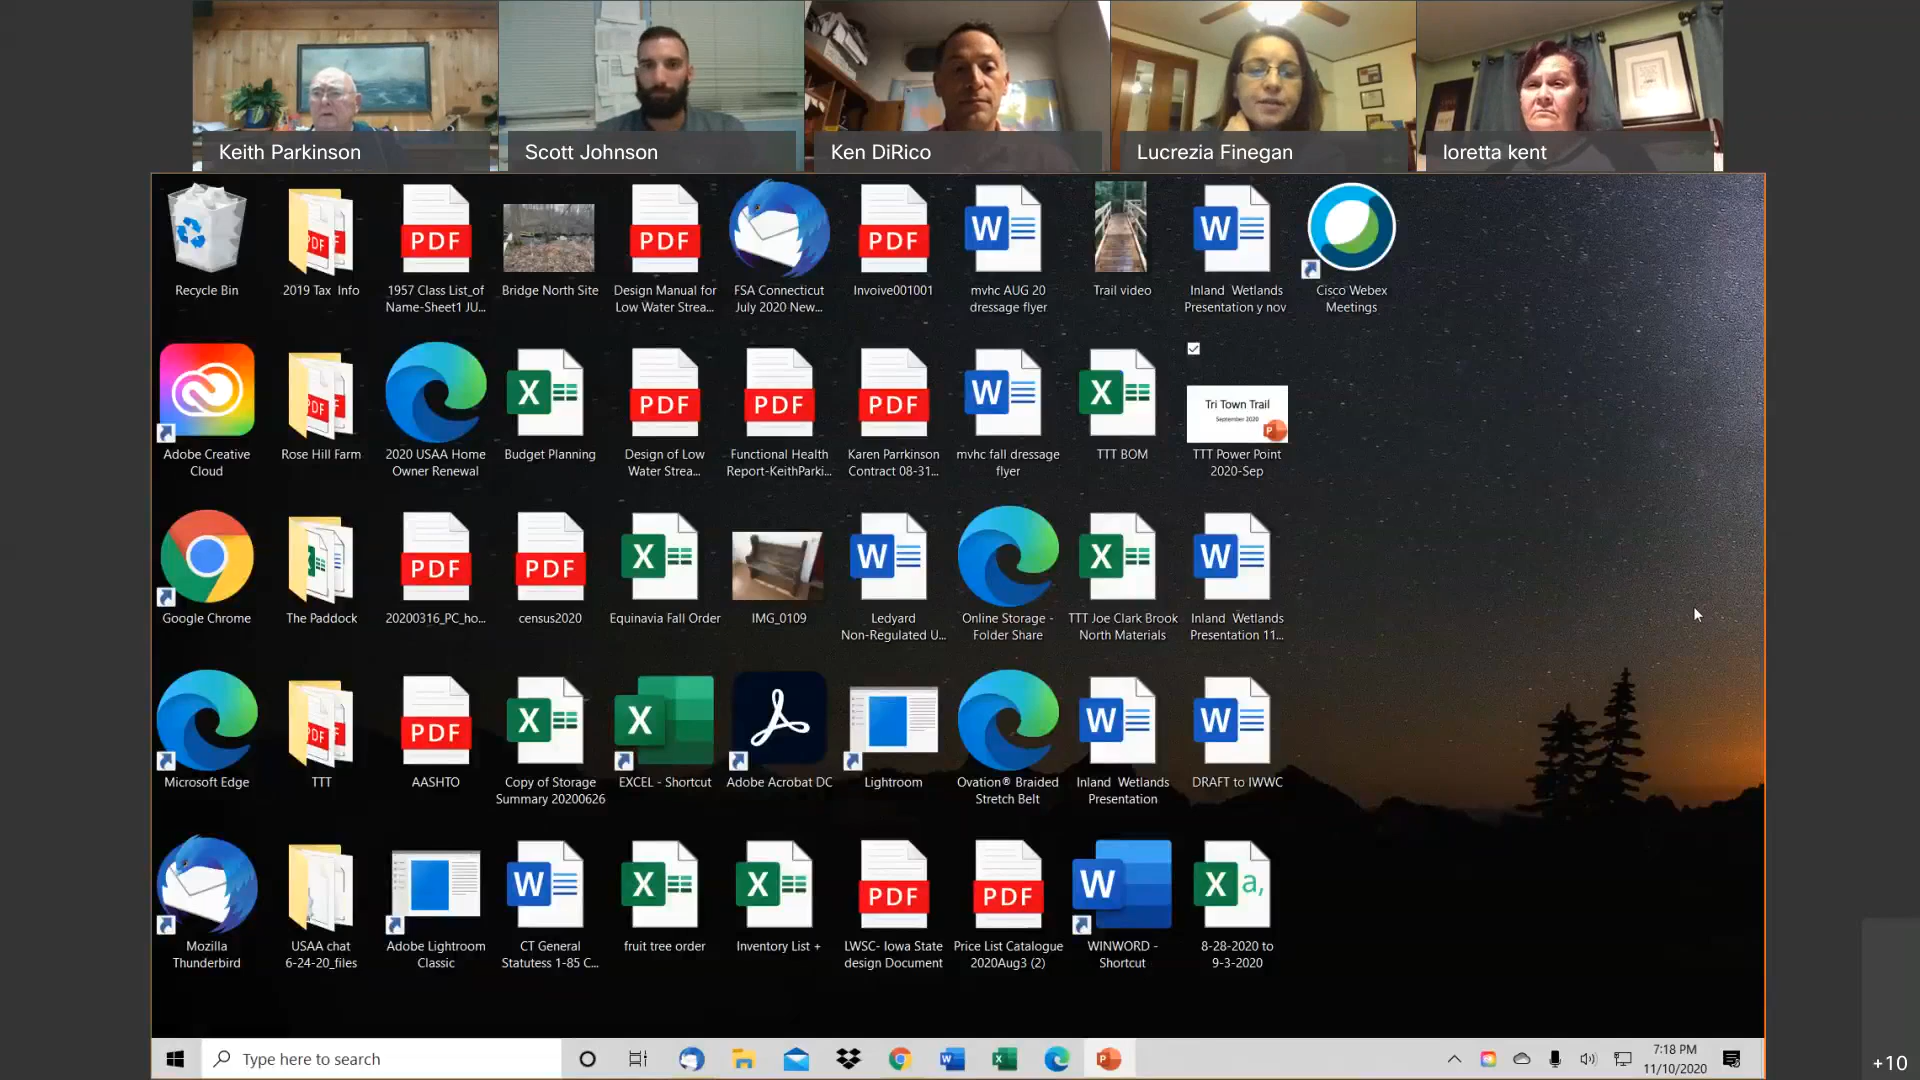 Keith Parkinson
Scott Johnson
Ken DiRico
Lucrezia Finegan
loretta kent
Recycle Bin
2019 Tax Info
PDF
1957 Class List_of
Name-Sheet1 JU...
Bridge North Site
PDF
Design Manual for
Low Water Strea...
FSA Connecticut
July 2020 New...
PDF
Invoive001001
W
mvhc AUG 20
dressage flyer
Trail video
W
Inland Wetlands
Presentation y nov
Cisco Webex
Meetings
Adobe Creative
Cloud
Rose Hill Farm
2020 USAA Home
Owner Renewal
X
Budget Planning
PDF
Design of Low
Water Strea...
PDF
Functional Health
Report-KeithParki...
PDF
Karen Parrkinson
Contract 08-31...
W
mvhc fall dressage
flyer
X
TTT BOM
Tri Town Trail
September 2020
TTT Power Point
2020-Sep
Google Chrome
The Paddock
PDF
20200316_PC_ho...
PDF
census2020
X
Equinavia Fall Order
IMG_0109
W
Ledyard
Non-Regulated U...
Online Storage -
Folder Share
X
TTT Joe Clark Brook
North Materials
W
Inland Wetlands
Presentation 11...
Microsoft Edge
TTT
PDF
AASHTO
X
Copy of Storage
Summary 20200626
X
EXCEL - Shortcut
Adobe Acrobat DC
Lightroom
Ovation® Braided
Stretch Belt
W
Inland Wetlands
Presentation
W
DRAFT to IWWC
Mozilla
Thunderbird
USAA chat
6-24-20_files
Adobe Lightroom
Classic
W
CT General
Statutess 1-85 C...
X
fruit tree order
X
Inventory List +
PDF
LWSC- Iowa State
design Document
PDF
Price List Catalogue
2020Aug3 (2)
W
WINWORD -
Shortcut
X a,
8-28-2020 to
9-3-2020
Type here to search
7:18 PM
11/10/2020
+10